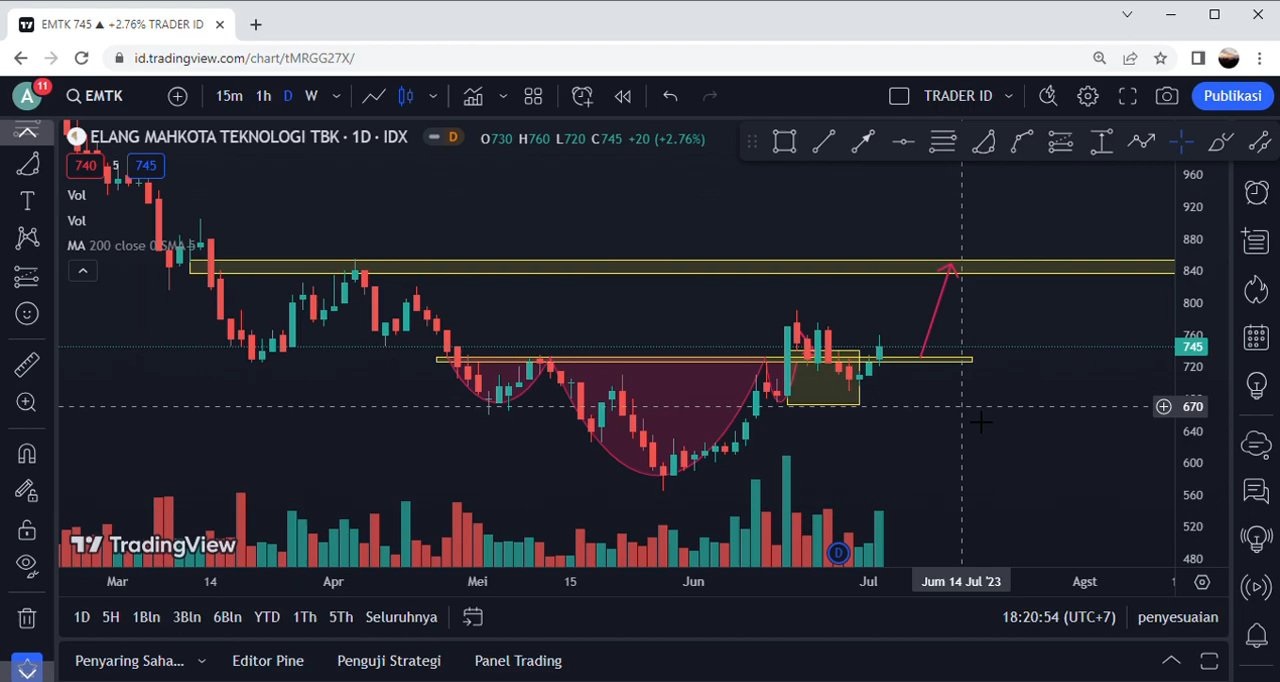 EMTK 745 ▲ +2.76% TRADER ID
id.tradingview.com/chart/tMRGG27X/
A 11 EMTK 15m 1h D W TRADER ID Publikasi
ELANG MAHKOTA TEKNOLOGI TBK · 1D · IDX D O730 H760 L720 C745 +20 (+2.76%)
740 5 745
Vol
Vol
MA 200 close 0 SMA 5
960
920
880
840
800
760
745
720
670
640
600
560
520
480
TradingView
D
Mar 14 Apr Mei 15 Jun Jul Jum 14 Jul '23 Agst
1D 5H 1Bln 3Bln 6Bln YTD 1Th 5Th Seluruhnya 18:20:54 (UTC+7) penyesuaian
Penyaring Saha... Editor Pine Penguji Strategi Panel Trading